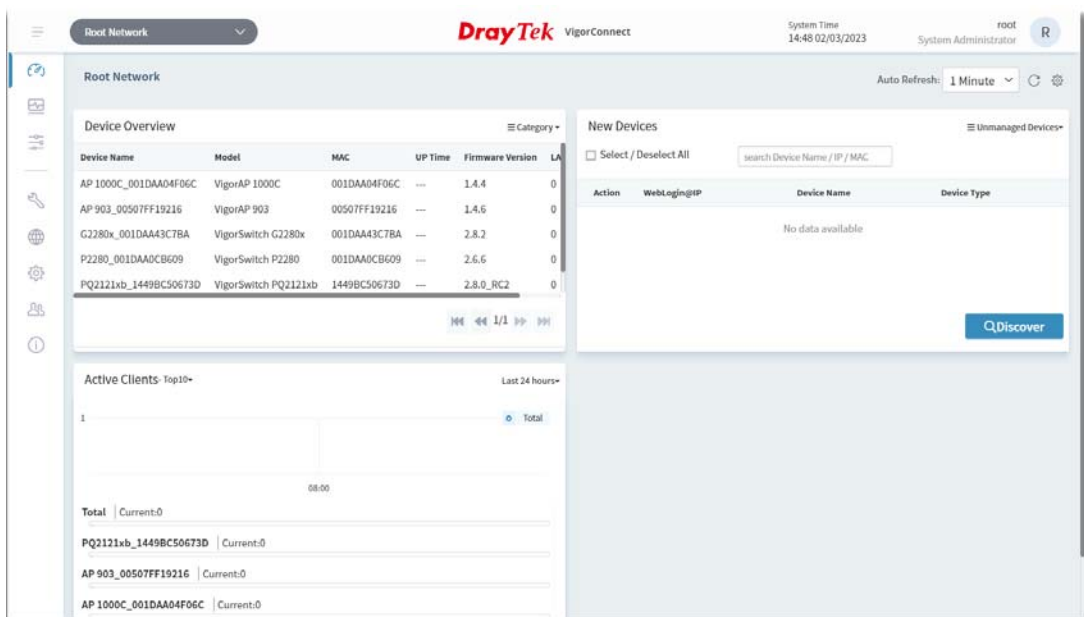 Root Network
DrayTek VigorConnect
System Time
14:48 02/03/2023
root
System Administrator
R
Root Network
Auto Refresh: 1 Minute
Device Overview
Category
Device Name Model MAC UP Time Firmware Version LA
AP 1000C_001DAA04F06C VigorAP 1000C 001DAA04F06C --- 1.4.4 0
AP 903_00507FF19216 VigorAP 903 00507FF19216 --- 1.4.6 0
G2280x_001DAA43C7BA VigorSwitch G2280x 001DAA43C7BA --- 2.8.2 0
P2280_001DAA0CB609 VigorSwitch P2280 001DAA0CB609 --- 2.6.6 0
PQ2121xb_1449BC50673D VigorSwitch PQ2121xb 1449BC50673D --- 2.8.0_RC2 0
1/1
New Devices
Unmanaged Devices
Select / Deselect All
search Device Name / IP / MAC
Action WebLogin@IP Device Name Device Type
No data available
Discover
Active Clients- Top10
Last 24 hours
1
Total
08:00
Total Current:0
PQ2121xb_1449BC50673D Current:0
AP 903_00507FF19216 Current:0
AP 1000C_001DAA04F06C Current:0